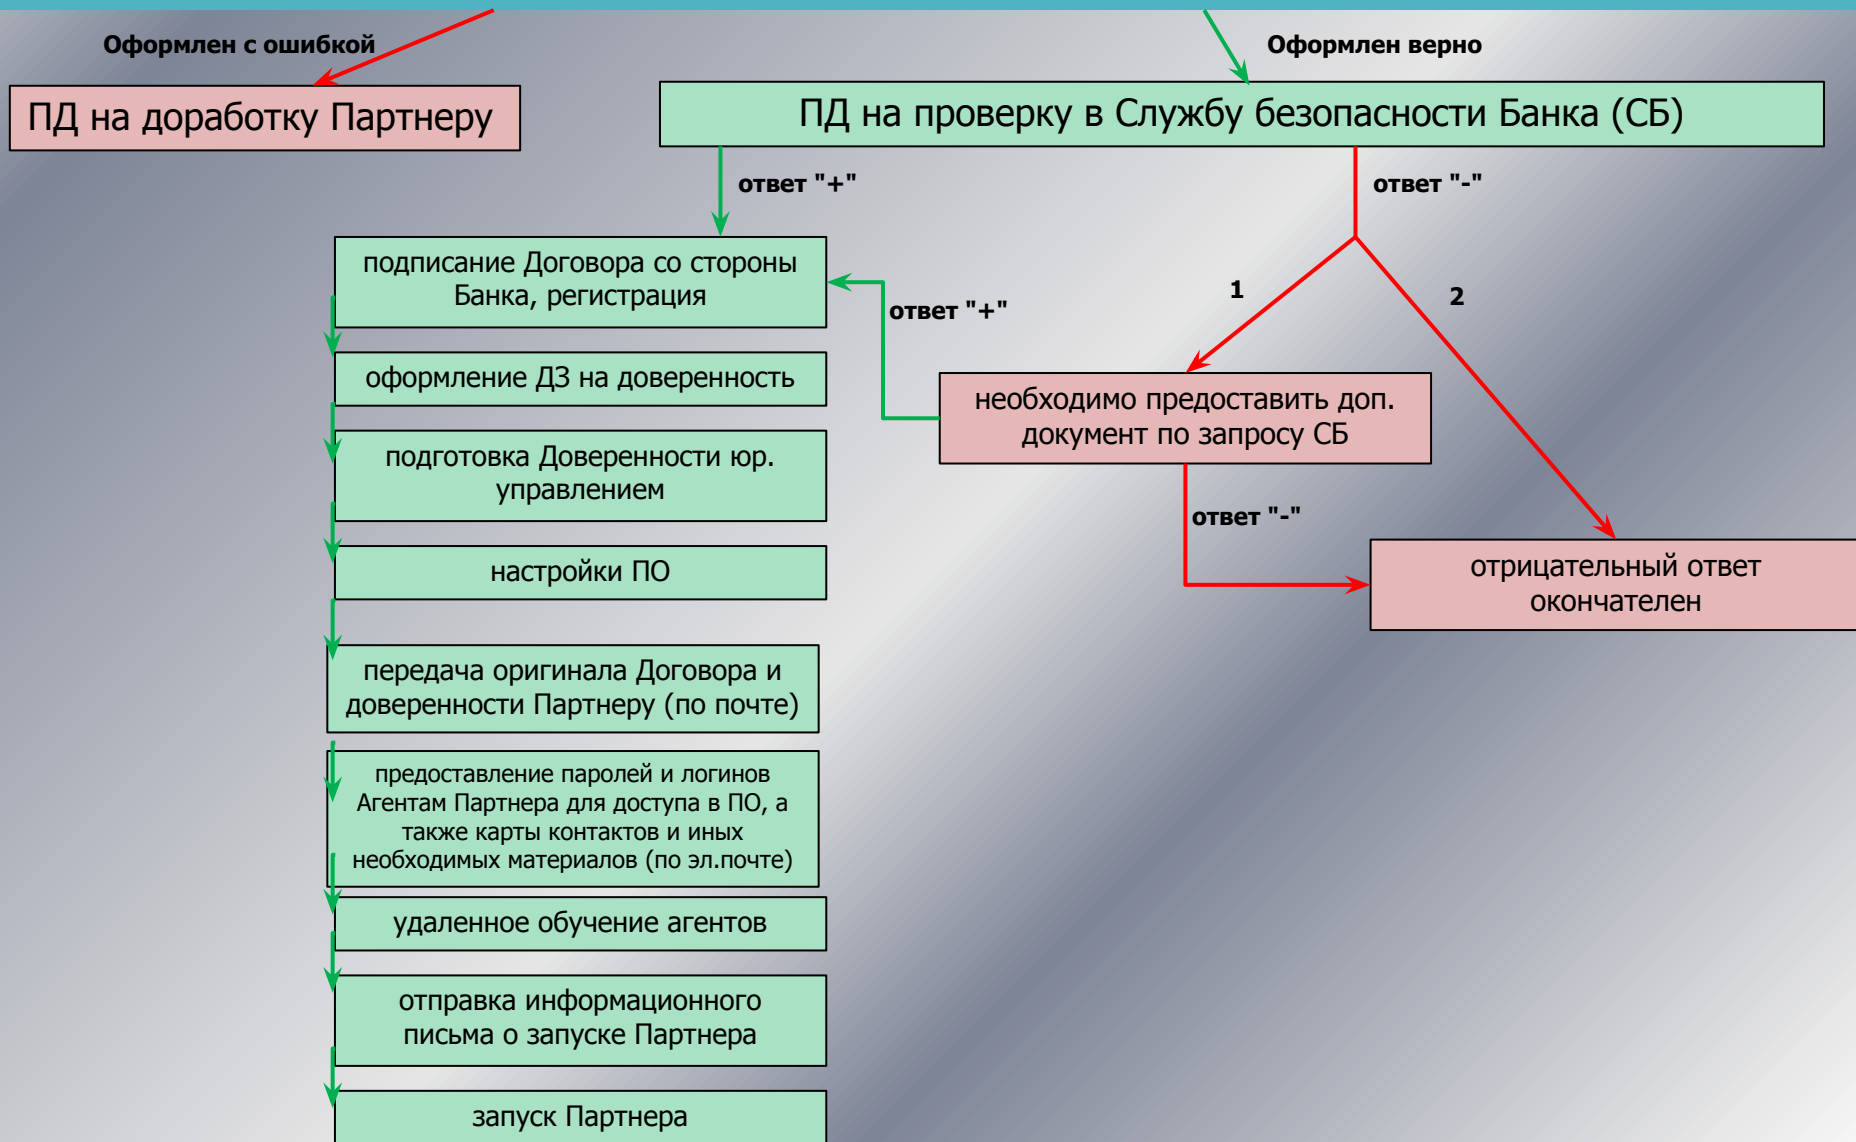 Оформлен с ошибкой
Оформлен верно
ПД на доработку Партнеру
ПД на проверку в Службу безопасности Банка (СБ)
ответ "+"
ответ "-"
подписание Договора со стороны
Банка, регистрация
1
2
ответ "+"
оформление ДЗ на доверенность
необходимо предоставить доп.
документ по запросу СБ
подготовка Доверенности юр.
управлением
ответ "-"
настройки ПО
отрицательный ответ
окончателен
передача оригинала Договора и
доверенности Партнеру (по почте)
предоставление паролей и логинов
Агентам Партнера для доступа в ПО, а
также карты контактов и иных
необходимых материалов (по эл.почте)
удаленное обучение агентов
отправка информационного
письма о запуске Партнера
запуск Партнера